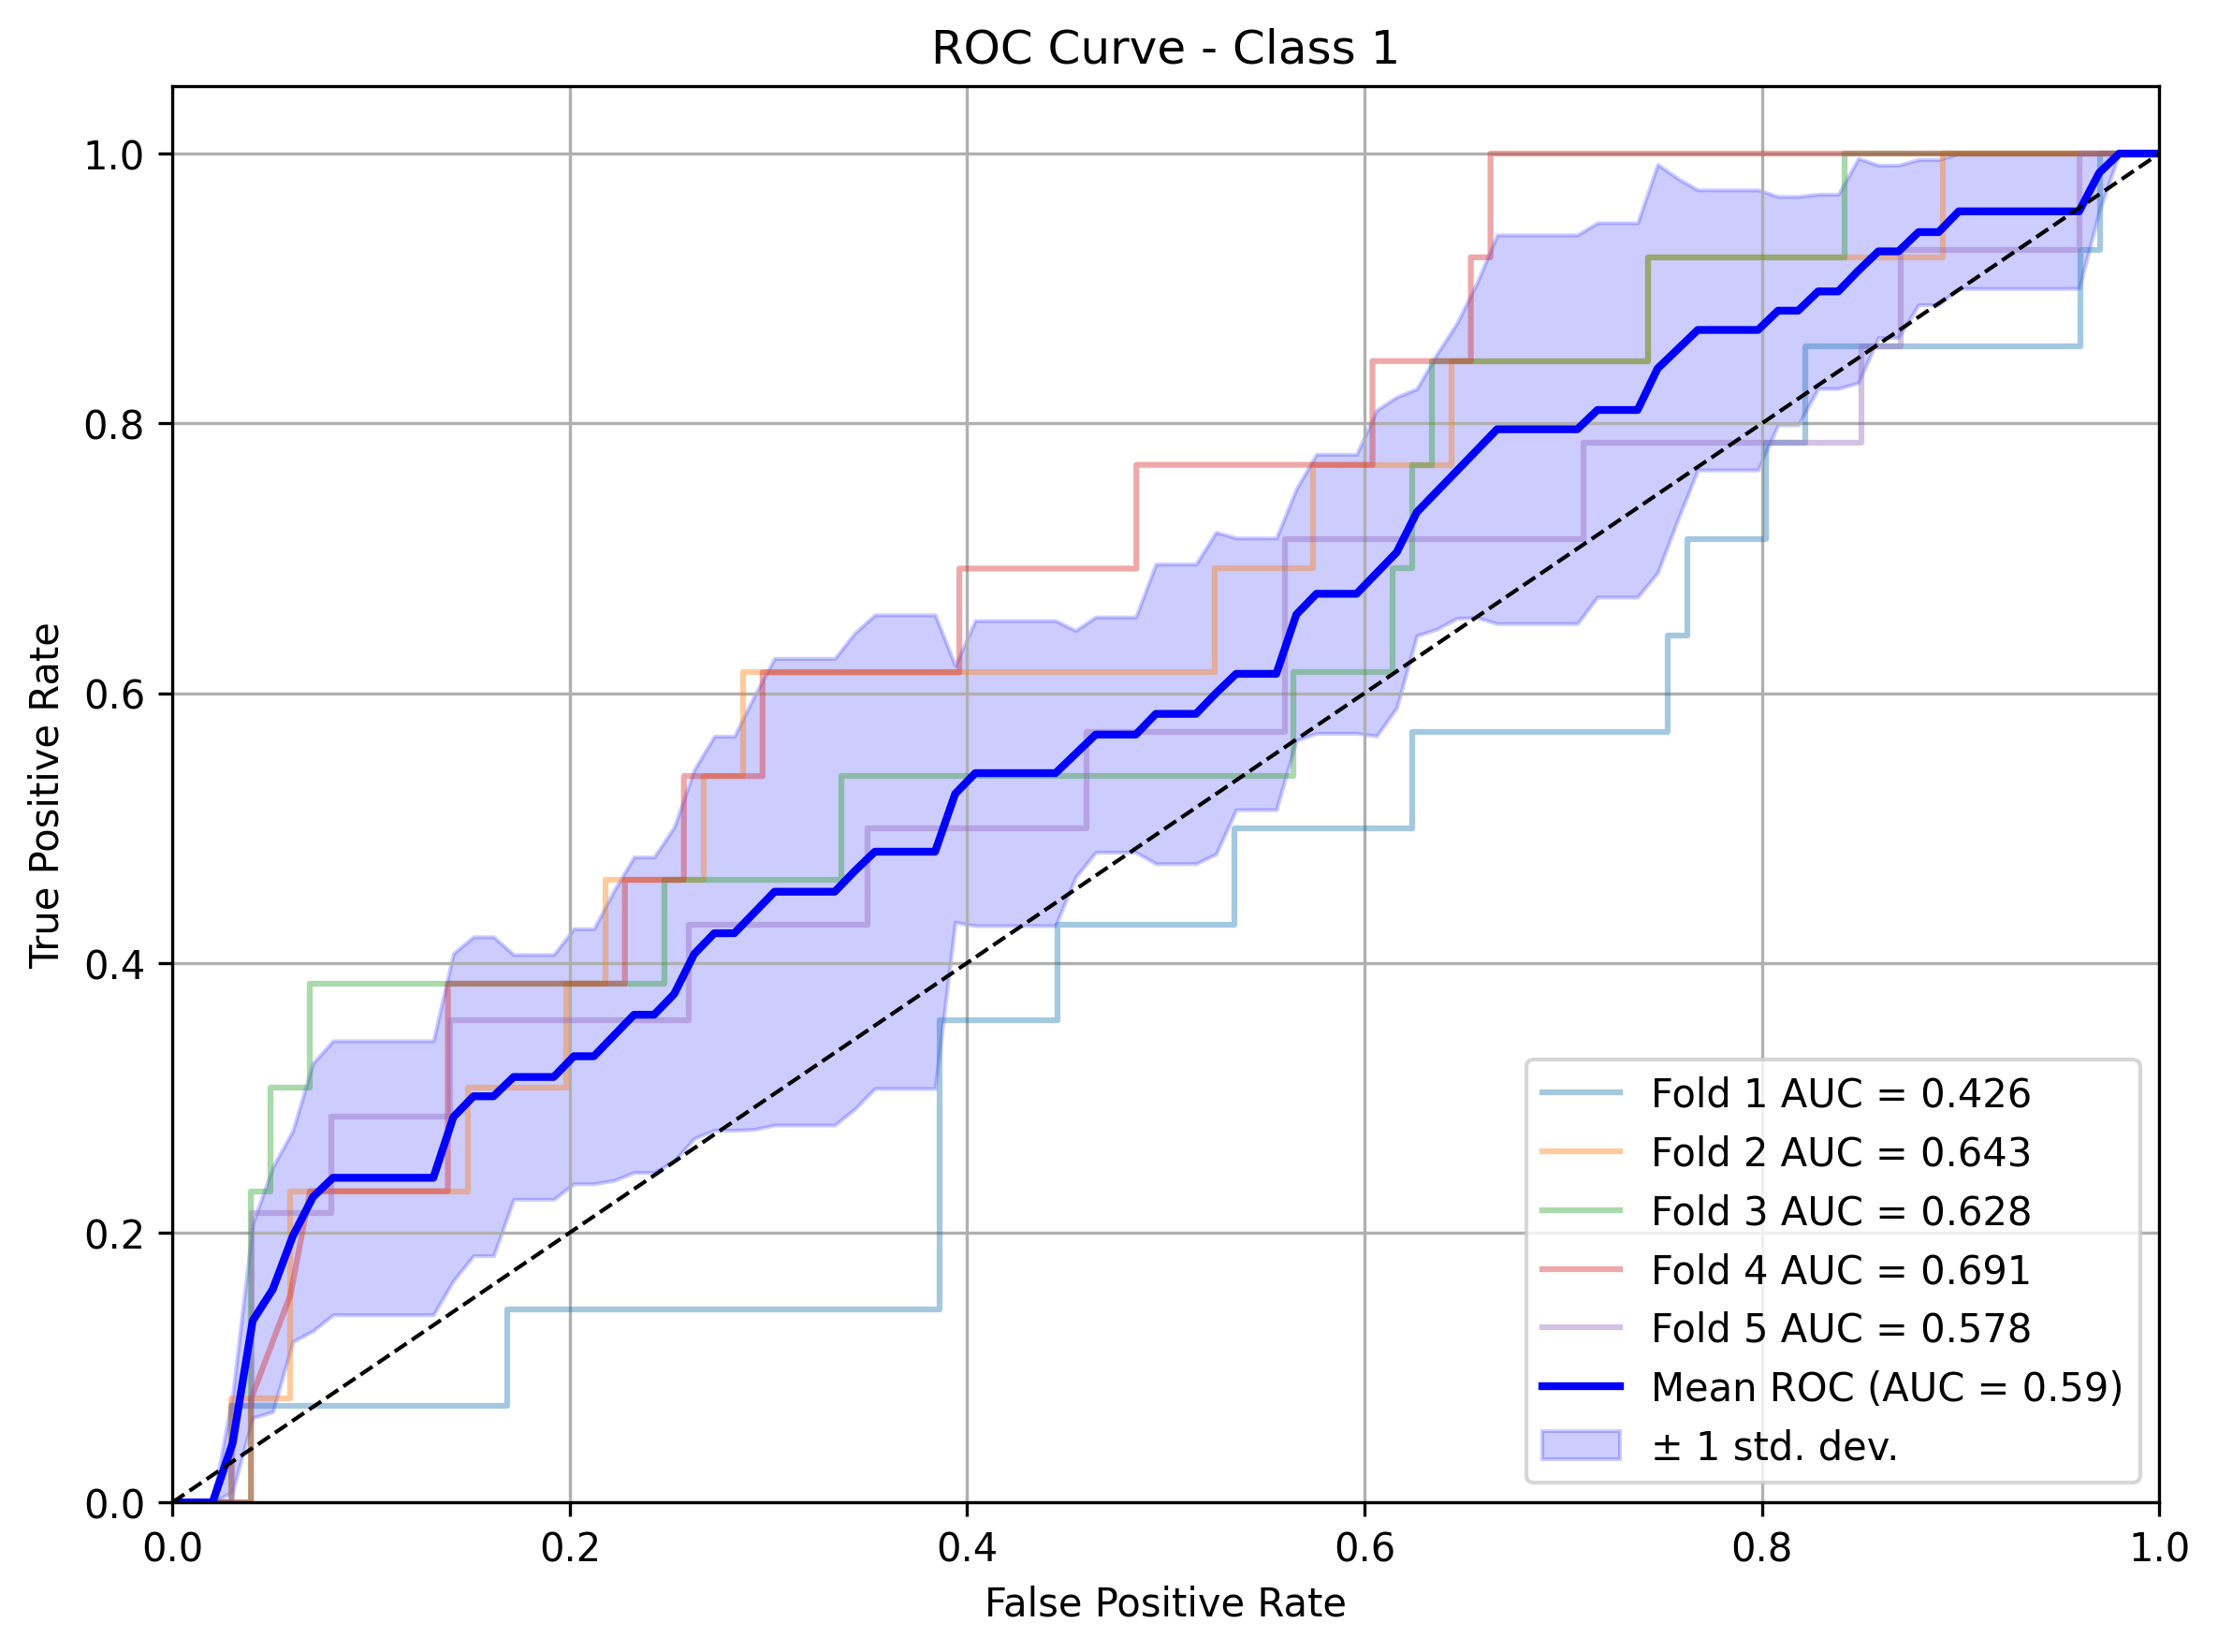 ROC Curve - Class 1
True Positive Rate
1.0
0.8
0.6
0.4
0.2
0.0
0.0 0.2 0.4 0.6 0.8 1.0
False Positive Rate
Fold 1 AUC = 0.426
Fold 2 AUC = 0.643
Fold 3 AUC = 0.628
Fold 4 AUC = 0.691
Fold 5 AUC = 0.578
Mean ROC (AUC = 0.59)
± 1 std. dev.